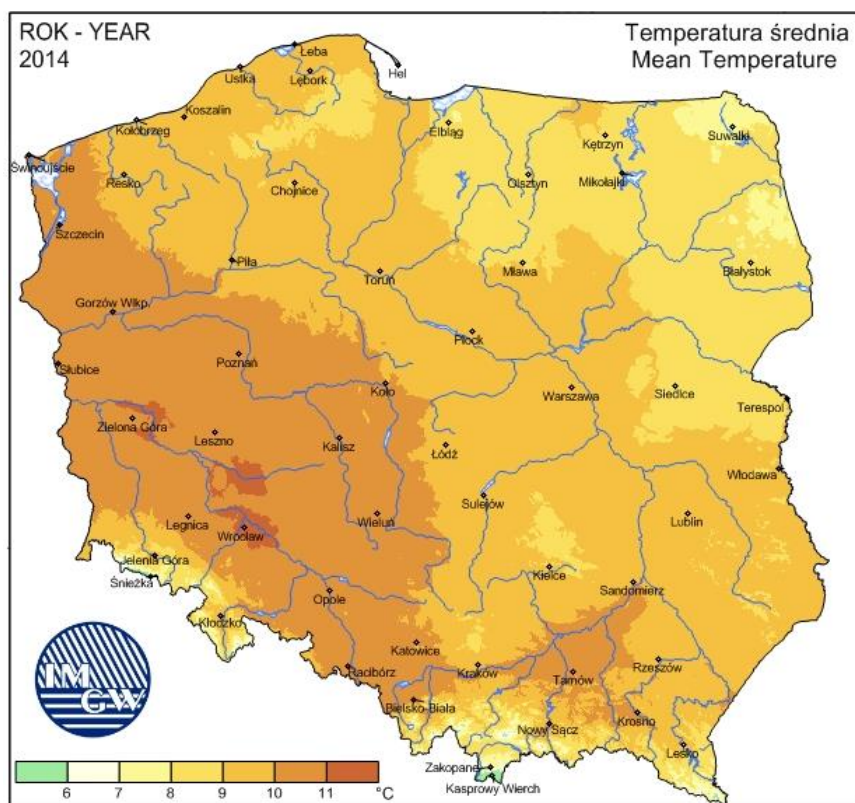 ROK - YEAR
2014
Temperatura średnia
Mean Temperature
Łeba
Hel
Ustka
Lębork
Koszalin
Kołobrzeg
Elbląg
Suwałki
Kętrzyn
Świnoujście
Resko
Chojnice
Olsztyn
Mikołajki
Szczecin
Piła
Toruń
Mława
Białystok
Gorzów Wlkp.
Płock
Słubice
Poznań
Koło
Warszawa
Siedlce
Terespol
Zielona Góra
Leszno
Kalisz
Łódź
Włodawa
Sulejów
Legnica
Wrocław
Wieluń
Lublin
Jelenia Góra
Śnieżka
Kielce
Sandomierz
Opole
Kłodzko
Katowice
Kraków
Tarnów
Rzeszów
Racibórz
Bielsko-Biała
Nowy Sącz
Krosno
Lesko
Zakopane
Kasprowy Wierch
IM
GW
6 7 8 9 10 11 °C